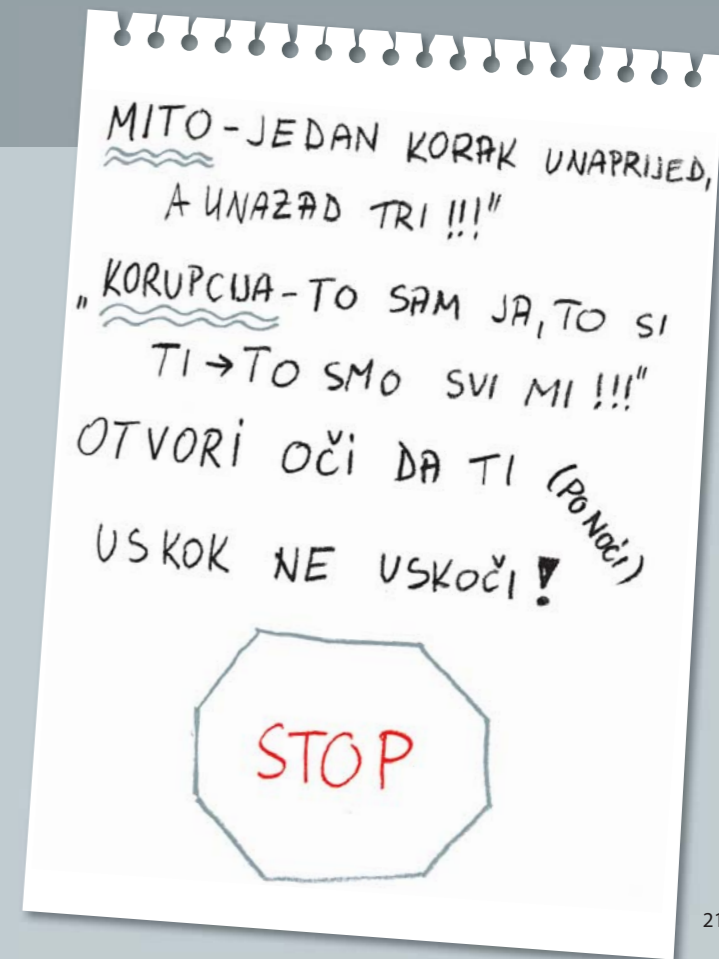 MITO - JEDAN KORAK UNAPRIJED,
A UNAZAD TRI !!!"
„KORUPCIJA - TO SAM JA, TO SI
TI → TO SMO SVI MI !!!"
OTVORI OČI DA TI (PO NOĆI)
USKOK NE USKOČI!
STOP
21